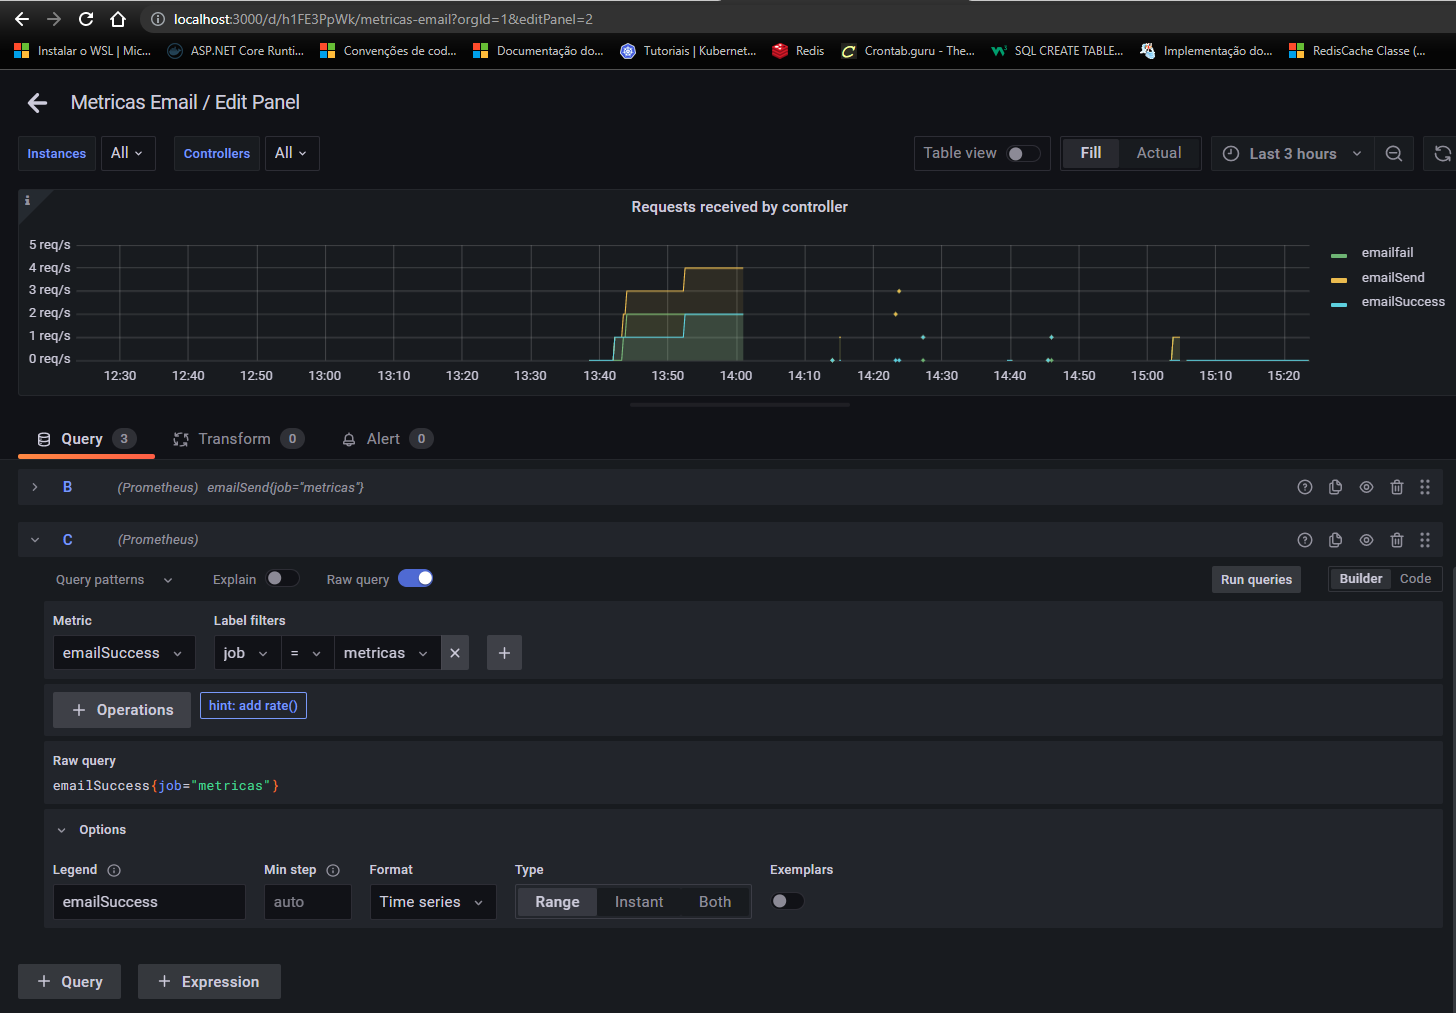 localhost:3000/d/h1FE3PpWk/metricas-email?orgId=1&editPanel=2
Instalar o WSL | Mic... ASP.NET Core Runti... Convenções de cod... Documentação do... Tutoriais | Kubernet... Redis Crontab.guru - The... SQL CREATE TABLE... Implementação do... RedisCache Classe (...
Metricas Email / Edit Panel
Instances All Controllers All Table view Fill Actual Last 3 hours
Requests received by controller
5 req/s
4 req/s
3 req/s
2 req/s
1 req/s
0 req/s
12:30 12:40 12:50 13:00 13:10 13:20 13:30 13:40 13:50 14:00 14:10 14:20 14:30 14:40 14:50 15:00 15:10 15:20
emailfail
emailSend
emailSuccess
Query 3 Transform 0 Alert 0
B (Prometheus) emailSend{job="metricas"}
C (Prometheus)
Query patterns Explain Raw query Run queries Builder Code
Metric Label filters
emailSuccess job = metricas
+ Operations hint: add rate()
Raw query
emailSuccess{job="metricas"}
Options
Legend Min step Format Type Exemplars
emailSuccess auto Time series Range Instant Both
+ Query + Expression